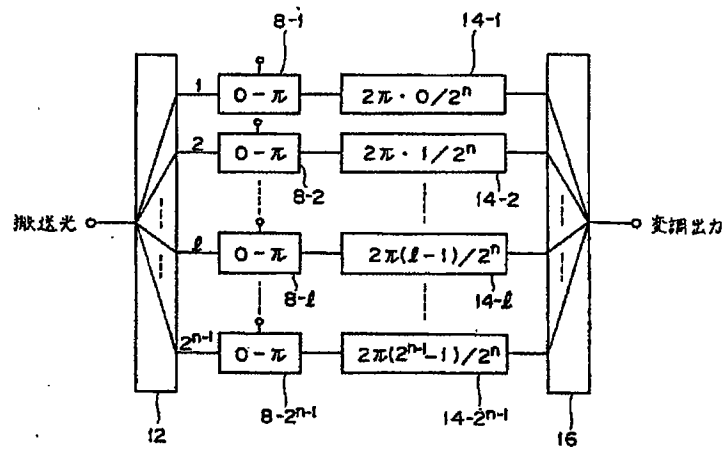 8-1
14-1
1
0-π
2π・0/2ⁿ
2
0-π
2π・1/2ⁿ
8-2
14-2
搬送光
変調出力
ℓ
0-π
2π(ℓ-1)/2ⁿ
8-ℓ
14-ℓ
2ⁿ⁻¹
0-π
2π(2ⁿ⁻¹-1)/2ⁿ
12
8-2ⁿ⁻¹
14-2ⁿ⁻¹
16